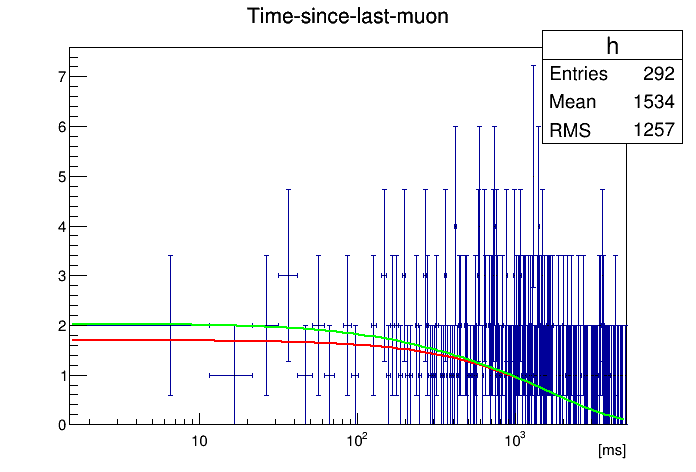 Time-since-last-muon
h
Entries 292
Mean 1534
RMS 1257
7
6
5
4
3
2
1
0
10
10²
10³
[ms]